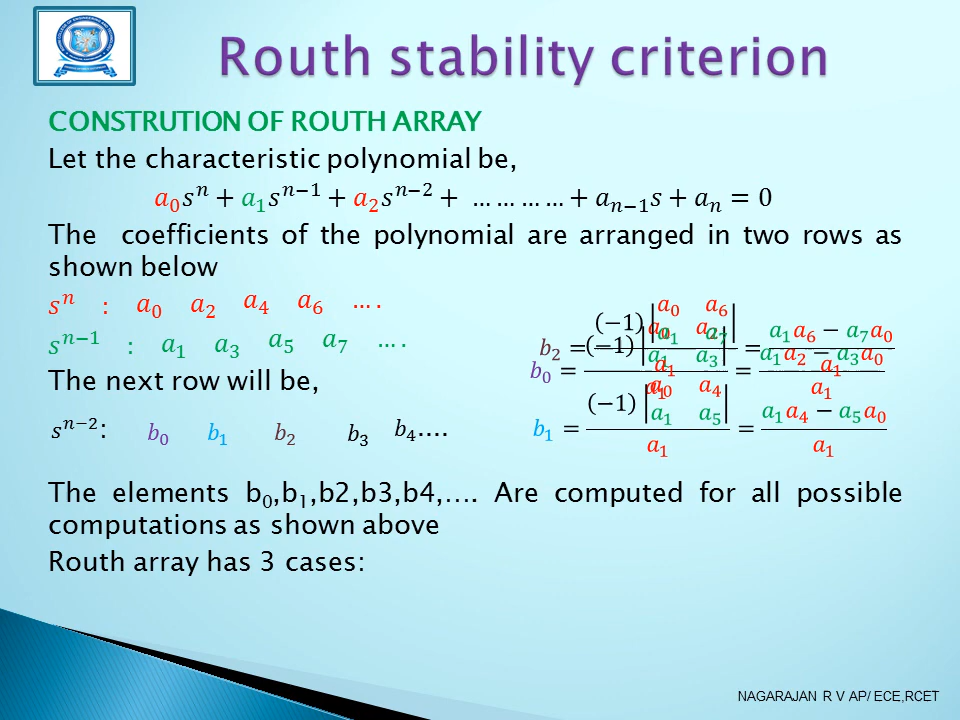 Routh stability criterion
CONSTRUTION OF ROUTH ARRAY
Let the characteristic polynomial be,
𝑎₀𝑠ⁿ + 𝑎₁𝑠ⁿ⁻¹ + 𝑎₂𝑠ⁿ⁻² + … … … … + 𝑎ₙ₋₁𝑠 + 𝑎ₙ = 0
The coefficients of the polynomial are arranged in two rows as
shown below
𝑠ⁿ : 𝑎₀ 𝑎₂ 𝑎₄ 𝑎₆ … .
𝑠ⁿ⁻¹ : 𝑎₁ 𝑎₃ 𝑎₅ 𝑎₇ … .
𝑏₂ = (−1) |𝑎₀ 𝑎₆; 𝑎₁ 𝑎₇| / 𝑎₁ = (𝑎₁𝑎₆ − 𝑎₇𝑎₀) / 𝑎₁
𝑏₀ = (−1) |𝑎₀ 𝑎₂; 𝑎₁ 𝑎₃| / 𝑎₁ = (𝑎₁𝑎₂ − 𝑎₃𝑎₀) / 𝑎₁
The next row will be,
𝑠ⁿ⁻²: 𝑏₀ 𝑏₁ 𝑏₂ 𝑏₃ 𝑏₄....
𝑏₁ = (−1) |𝑎₀ 𝑎₄; 𝑎₁ 𝑎₅| / 𝑎₁ = (𝑎₁𝑎₄ − 𝑎₅𝑎₀) / 𝑎₁
The elements b₀,b₁,b2,b3,b4,…. Are computed for all possible
computations as shown above
Routh array has 3 cases:
NAGARAJAN R V AP/ ECE,RCET